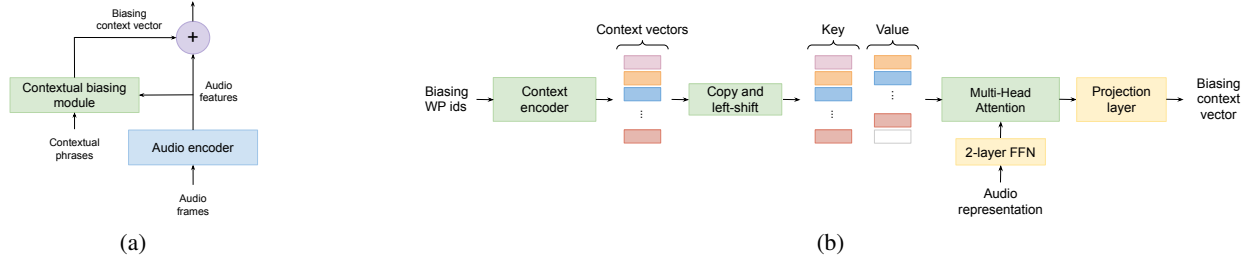 Biasing
context vector
+
Contextual biasing
module
Audio
features
Contextual
phrases
Audio encoder
Audio
frames
(a)
Context vectors
Key
Value
Biasing
WP ids
Context
encoder
Copy and
left-shift
Multi-Head
Attention
Projection
layer
Biasing
context
vector
...
...
...
2-layer FFN
Audio
representation
(b)